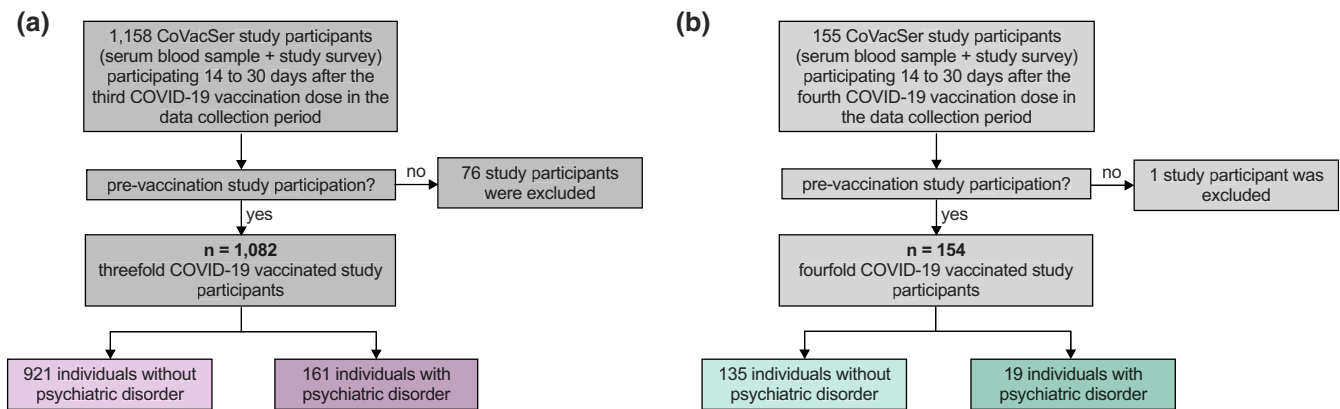 (a)
1,158 CoVacSer study participants
(serum blood sample + study survey)
participating 14 to 30 days after the
third COVID-19 vaccination dose in the
data collection period
pre-vaccination study participation?
no
76 study participants
were excluded
yes
n = 1,082
threefold COVID-19 vaccinated study
participants
921 individuals without
psychiatric disorder
161 individuals with
psychiatric disorder
(b)
155 CoVacSer study participants
(serum blood sample + study survey)
participating 14 to 30 days after the
fourth COVID-19 vaccination dose in
the data collection period
pre-vaccination study participation?
no
1 study participant was
excluded
yes
n = 154
fourfold COVID-19 vaccinated study
participants
135 individuals without
psychiatric disorder
19 individuals with
psychiatric disorder